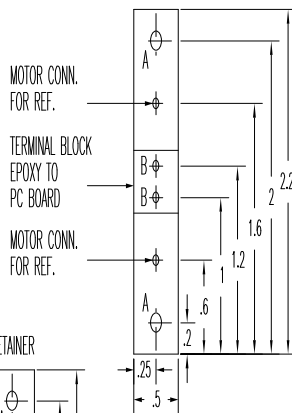 A
MOTOR CONN.
FOR REF.
TERMINAL BLOCK
EPOXY TO
PC BOARD
B
B
MOTOR CONN.
FOR REF.
A
2.2
2
1.6
1.2
1
.6
.2
.25
.5
ETAINER